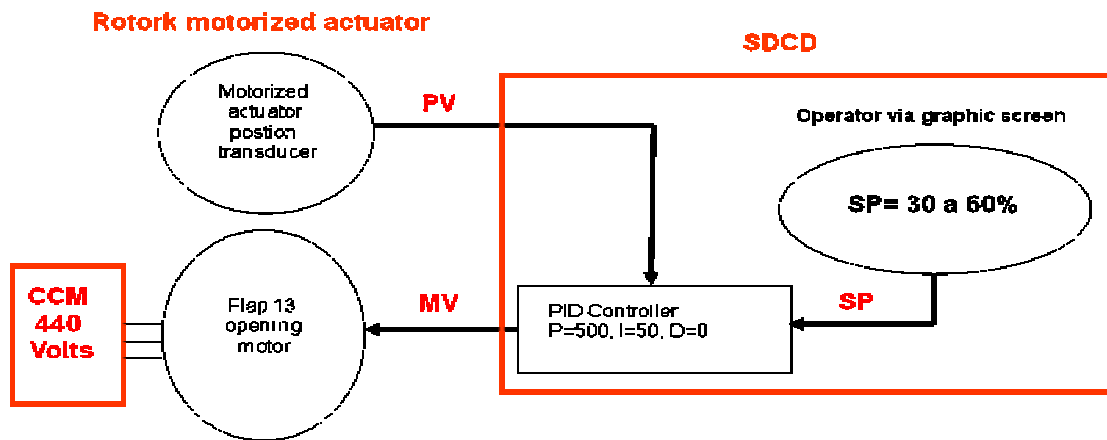 Rotork motorized actuator
SDCD
Motorized
actuator
postion
transducer
PV
Operator via graphic screen
SP= 30 a 60%
CCM
440
Volts
Flap 13
opening
motor
MV
PID Controller
P=500, I=50, D=0
SP